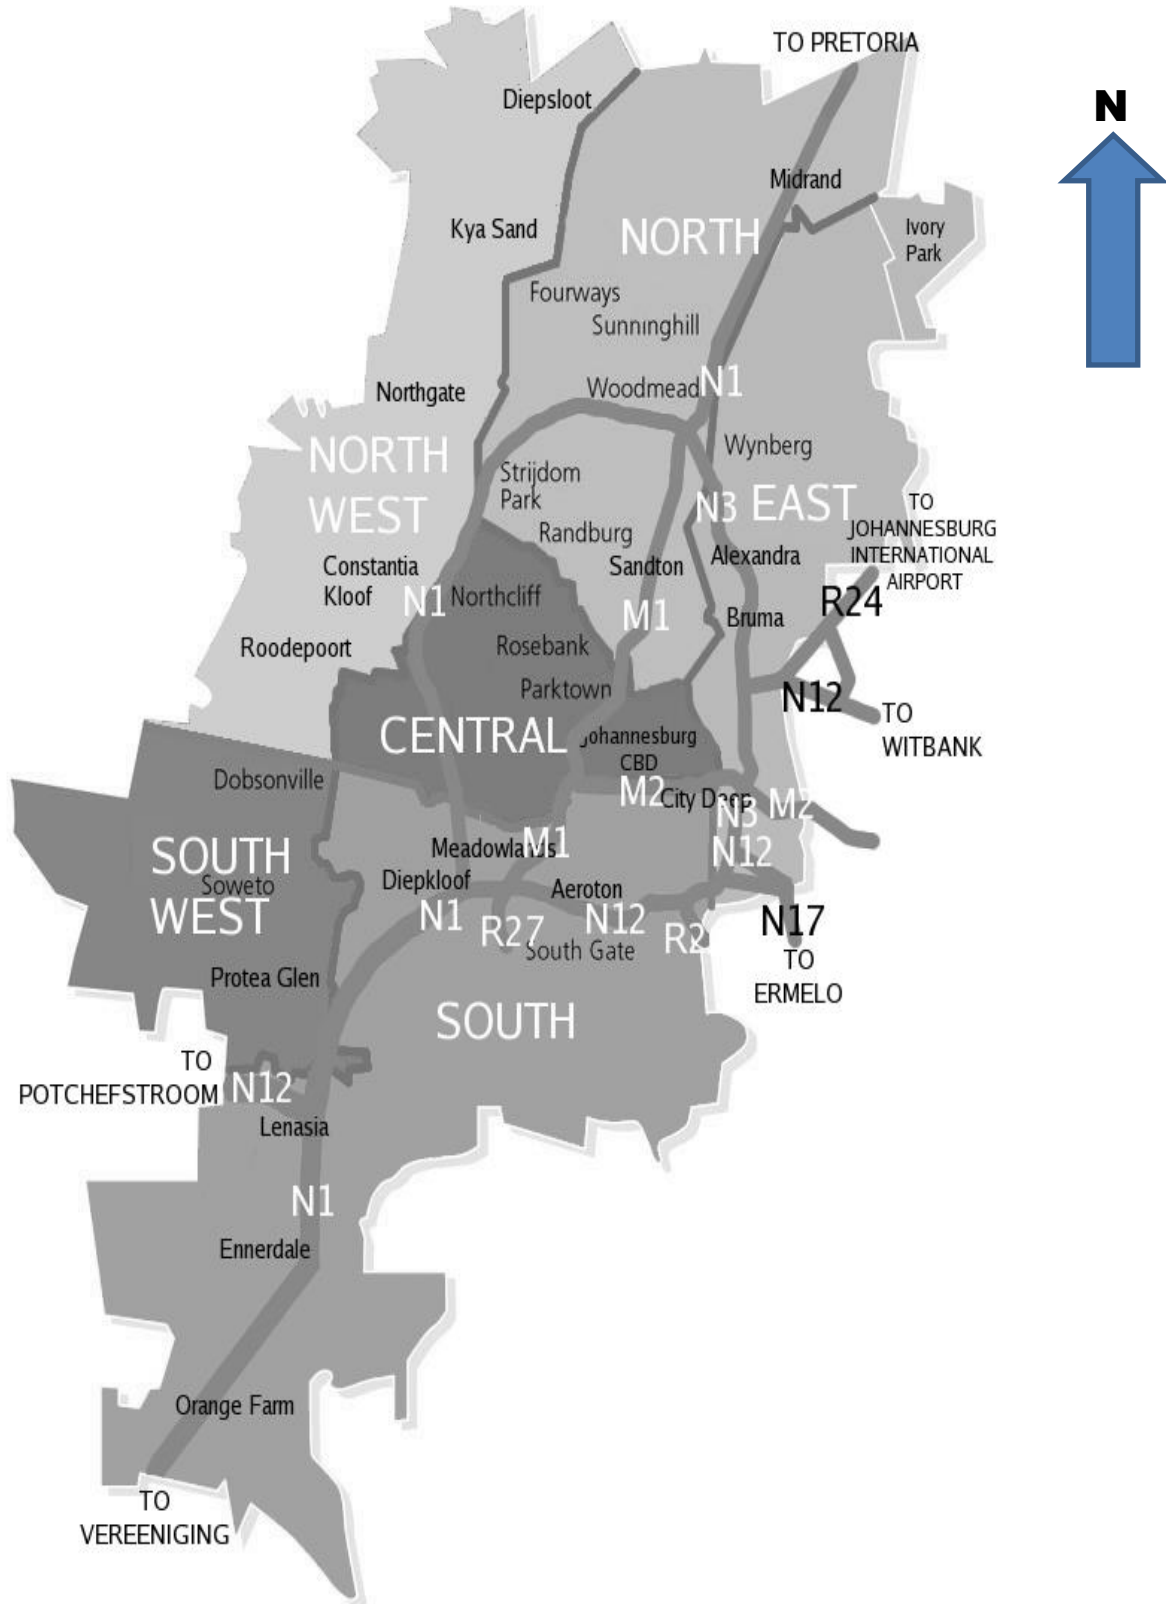 TO PRETORIA
N
Diepsloot
Midrand
Kya Sand
NORTH
Ivory
Park
Fourways
Sunninghill
Northgate
Woodmead
N1
NORTH
WEST
Wynberg
Strijdom
Park
N3
EAST
TO
JOHANNESBURG
INTERNATIONAL
AIRPORT
Randburg
Sandton
Alexandra
Constantia
Kloof
N1
Northcliff
M1
Bruma
R24
Roodepoort
Rosebank
Parktown
N12
TO
WITBANK
CENTRAL
Johannesburg
CBD
Dobsonville
M2
City Deep
N3
M2
SOUTH
WEST
Soweto
Meadowlands
M1
N12
Diepkloof
Aeroton
N1
R27
N12
R2
N17
South Gate
TO
ERMELO
Protea Glen
SOUTH
TO
POTCHEFSTROOM
N12
Lenasia
N1
Ennerdale
Orange Farm
TO
VEREENIGING